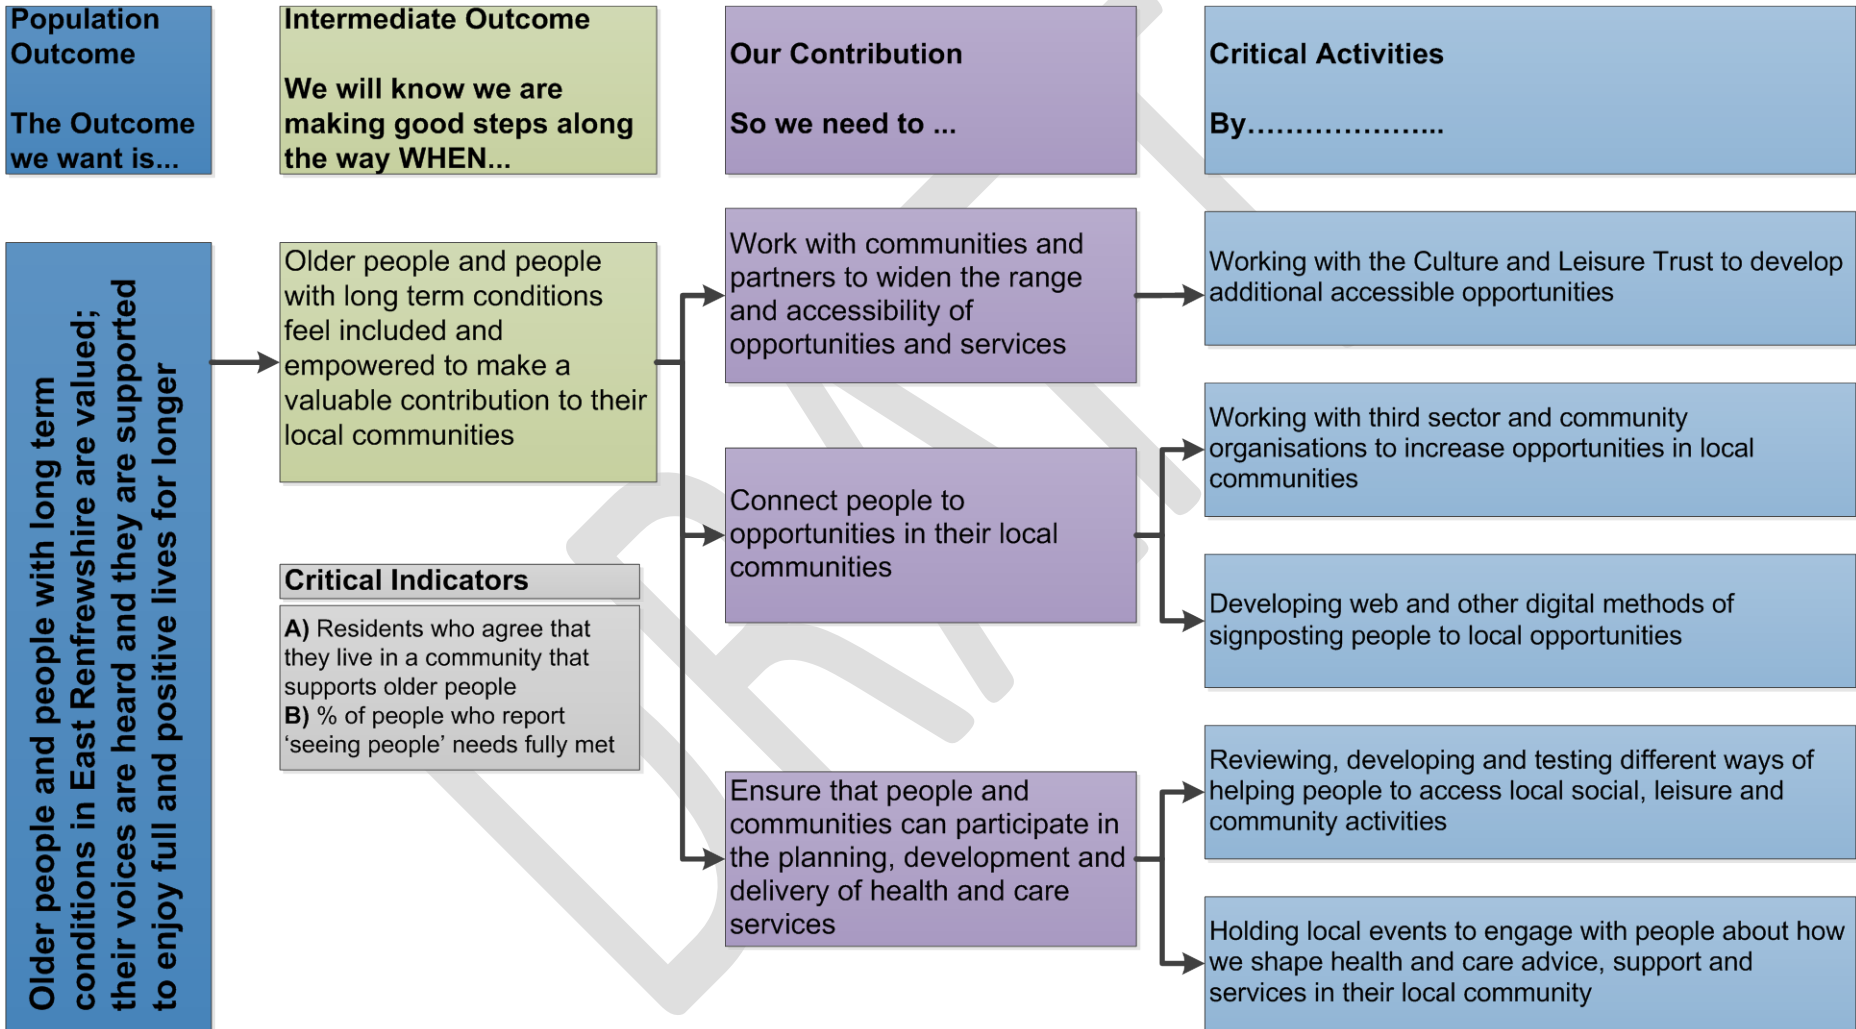 Population
Outcome
The Outcome
we want is...
Intermediate Outcome
We will know we are
making good steps along
the way WHEN...
Our Contribution
So we need to ...
Critical Activities
By.......................
Older people and people with long term
conditions in East Renfrewshire are valued;
their voices are heard and they are supported
to enjoy full and positive lives for longer
Older people and people
with long term conditions
feel included and
empowered to make a
valuable contribution to their
local communities
Critical Indicators
A) Residents who agree that
they live in a community that
supports older people
B) % of people who report
‘seeing people’ needs fully met
Work with communities and
partners to widen the range
and accessibility of
opportunities and services
Connect people to
opportunities in their local
communities
Ensure that people and
communities can participate in
the planning, development and
delivery of health and care
services
Working with the Culture and Leisure Trust to develop
additional accessible opportunities
Working with third sector and community
organisations to increase opportunities in local
communities
Developing web and other digital methods of
signposting people to local opportunities
Reviewing, developing and testing different ways of
helping people to access local social, leisure and
community activities
Holding local events to engage with people about how
we shape health and care advice, support and
services in their local community
DRAFT